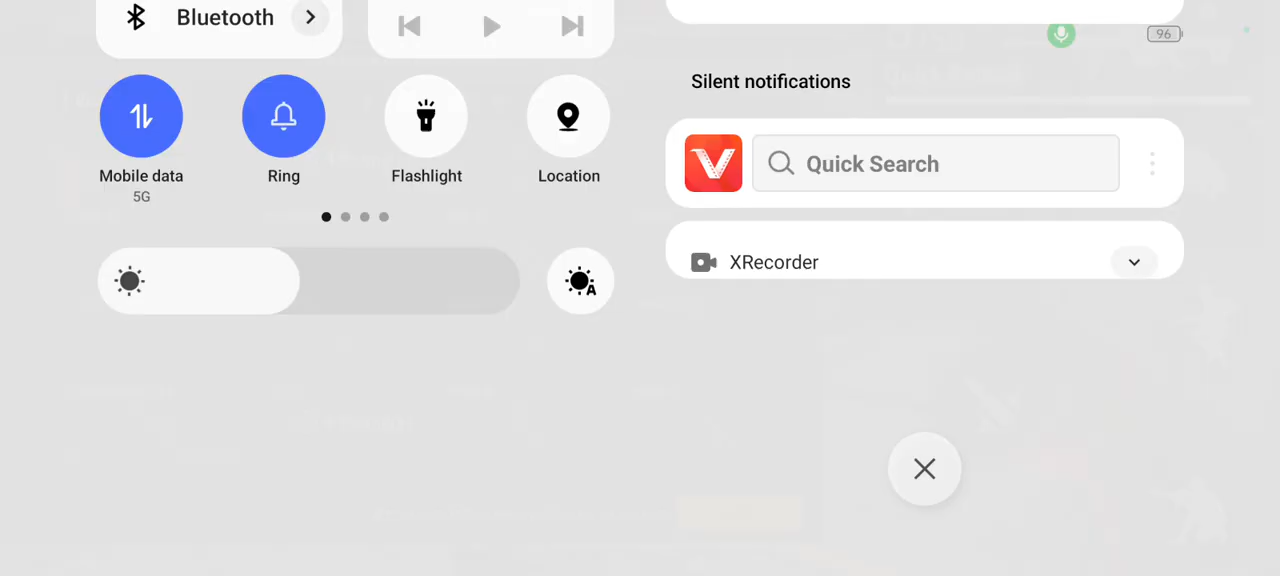 Bluetooth
96
Silent notifications
Quick Search
Mobile data
5G
Ring
Flashlight
Location
A
XRecorder